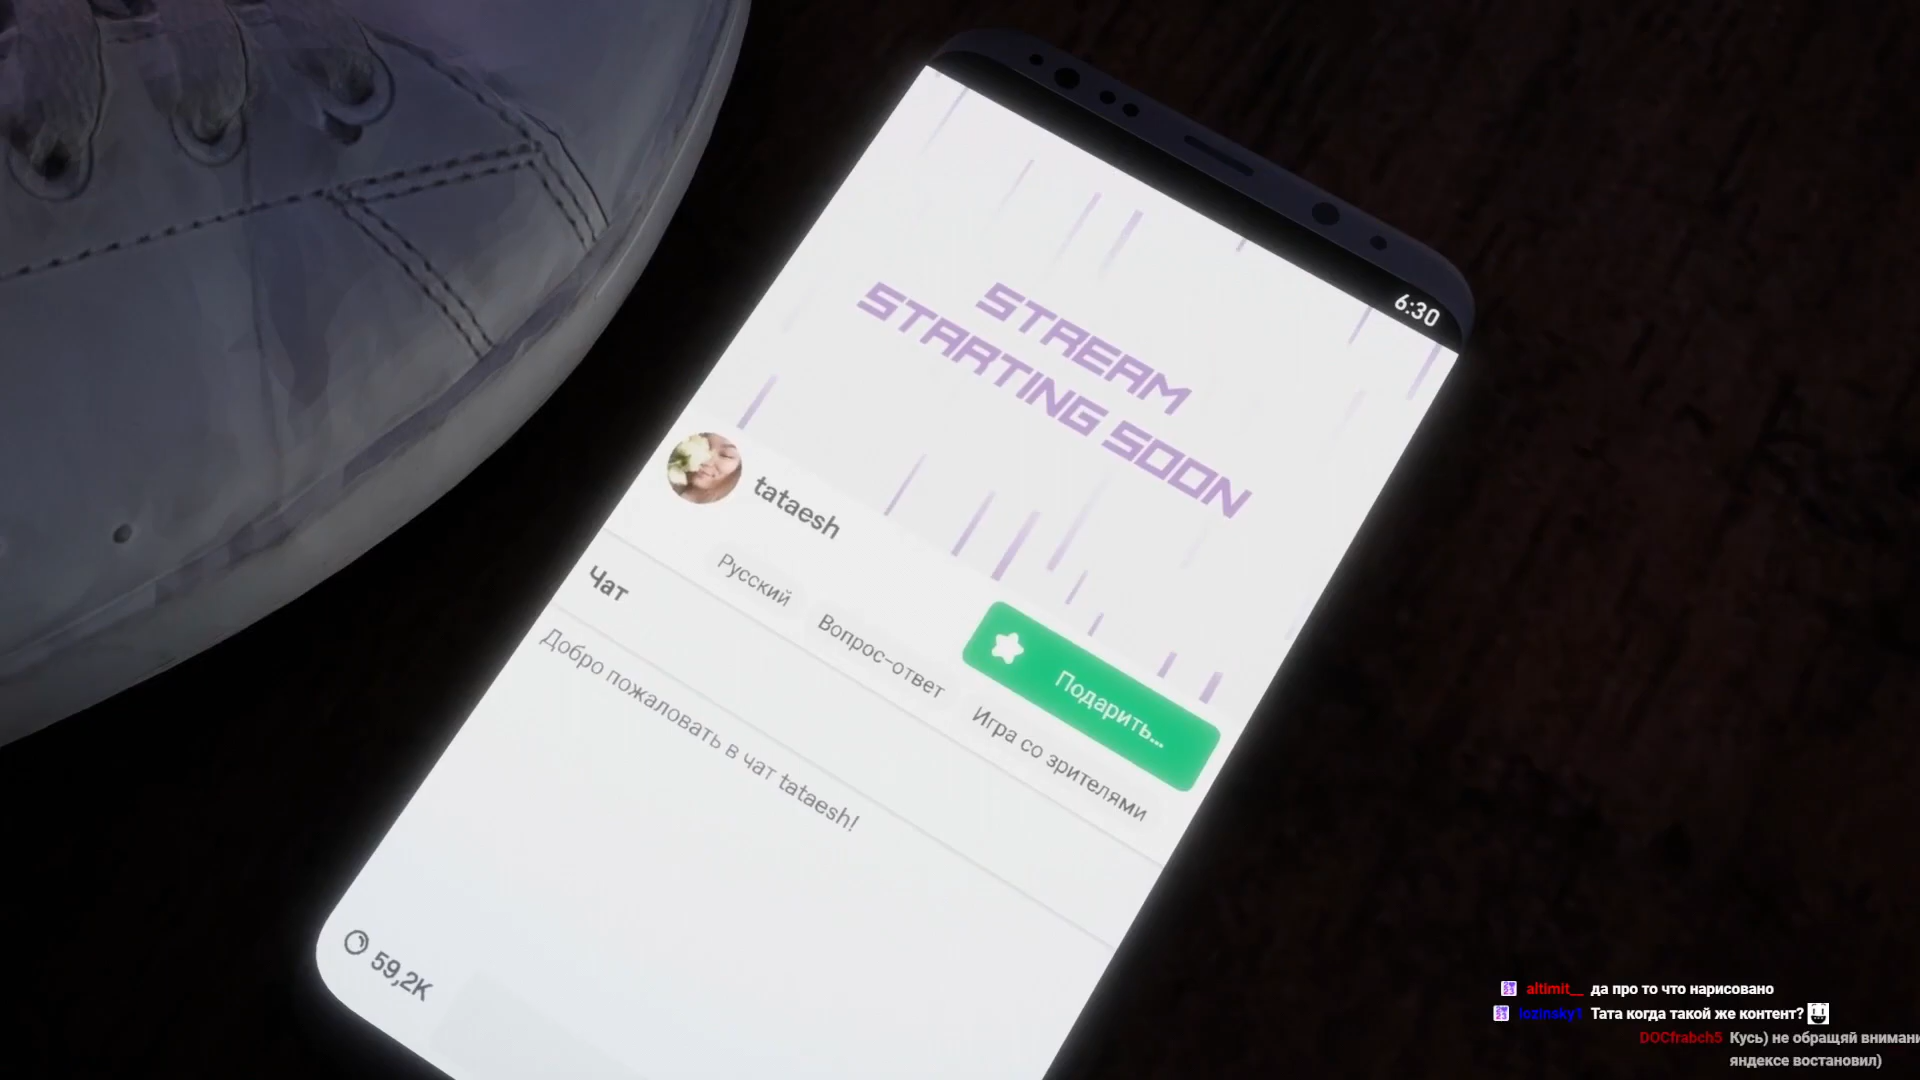 6:30
STREAM
STARTING SOON
tataesh
Русский
Вопрос-ответ
Игра со зрителями
Подарить...
Чат
Добро пожаловать в чат tataesh!
59,2K
altimit__ да про то что нарисовано
lozinsky1 Тата когда такой же контент?
DOCfrabch5 Кусь) не обращяй внимани
яндексе востановил)